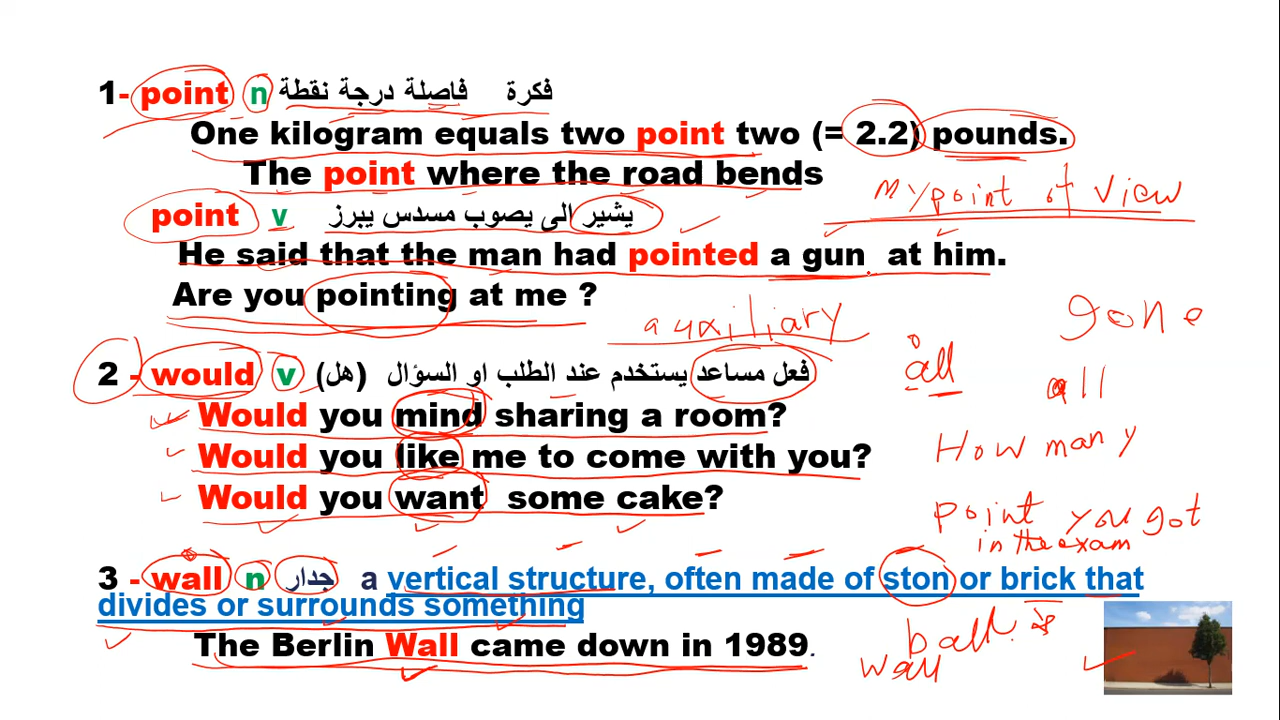 1- point n نقطة درجة فاصلة فكرة
One kilogram equals two point two (= 2.2) pounds.
The point where the road bends
my point of view
point v يشير الى يصوب مسدس يبرز
He said that the man had pointed a gun at him.
Are you pointing at me ?
auxiliary
gone
all
all
2 - would v (هل) فعل مساعد يستخدم عند الطلب او السؤال
Would you mind sharing a room?
How many
Would you like me to come with you?
Would you want some cake?
point you got
in the exam
3 - wall n جدار a vertical structure, often made of ston or brick that
divides or surrounds something
The Berlin Wall came down in 1989.
ball
wall